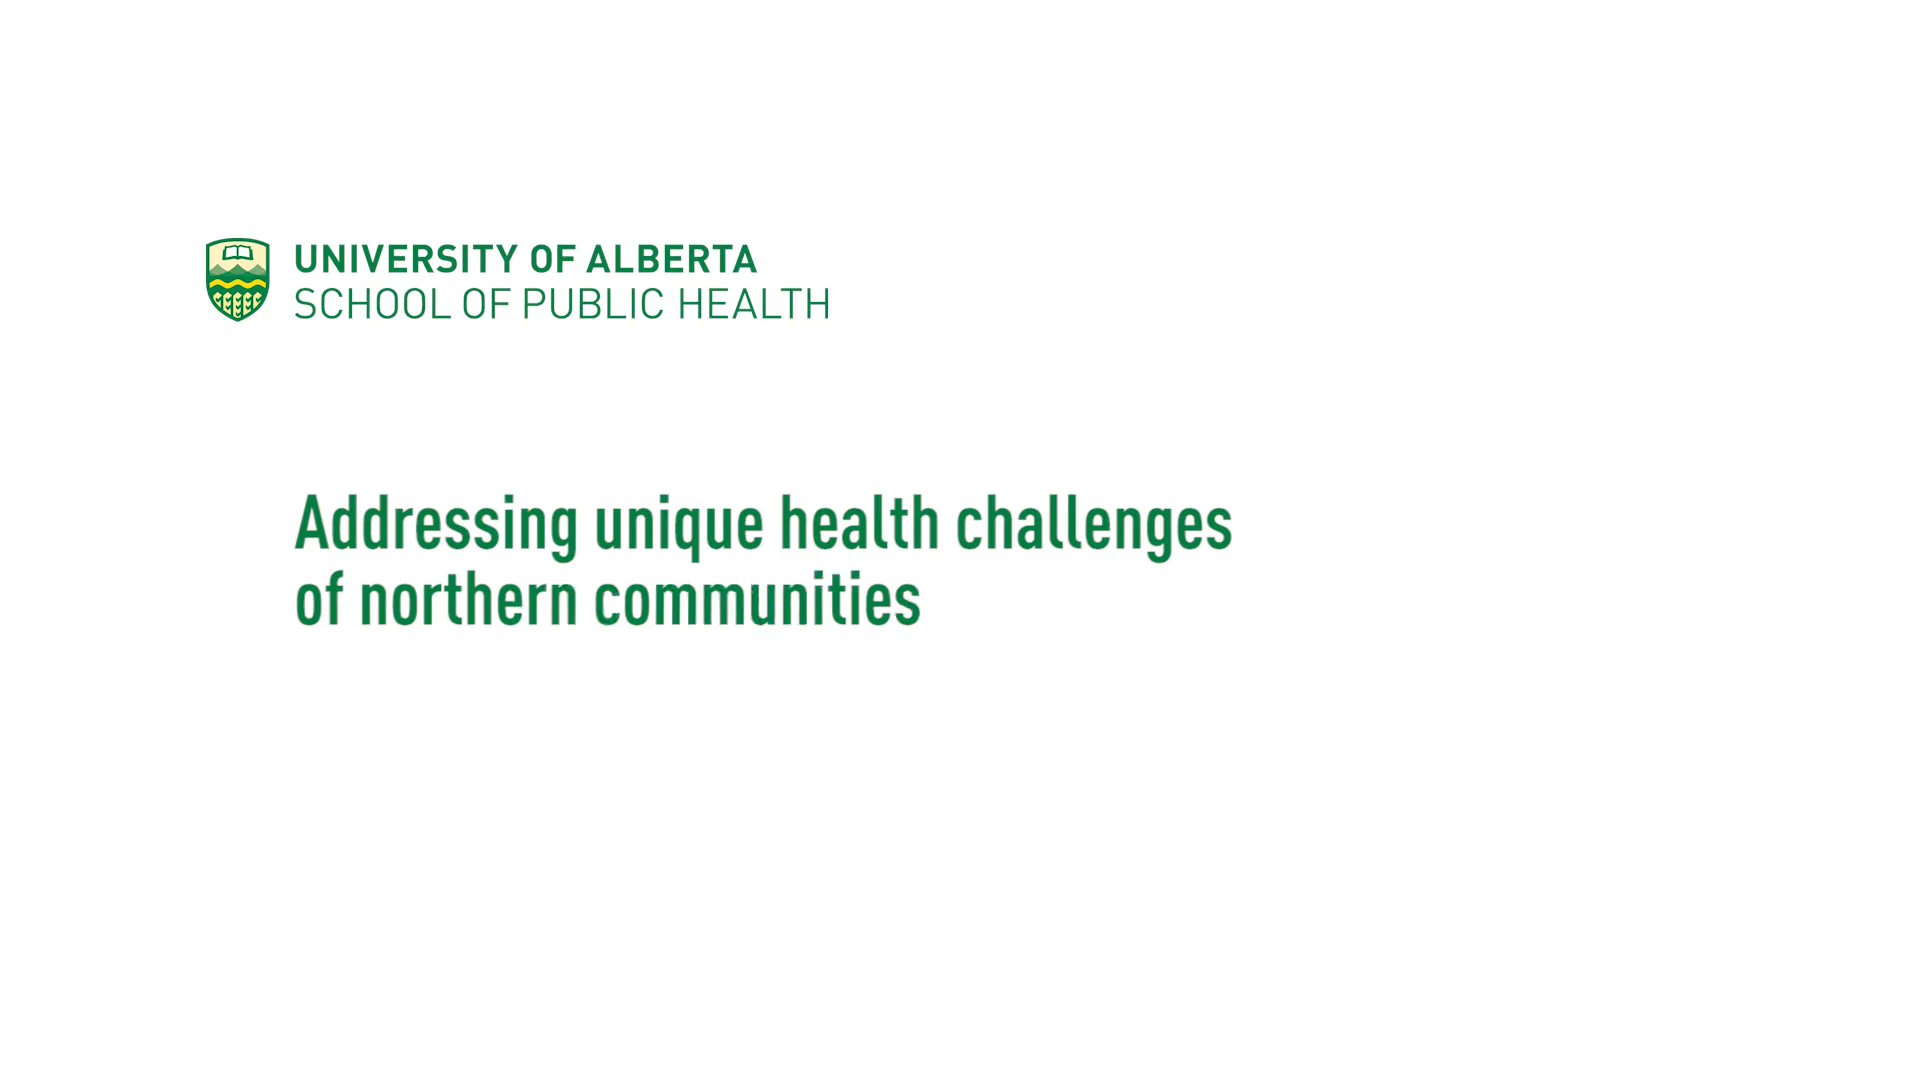 UNIVERSITY OF ALBERTA
SCHOOL OF PUBLIC HEALTH
Addressing unique health challenges
of northern communities